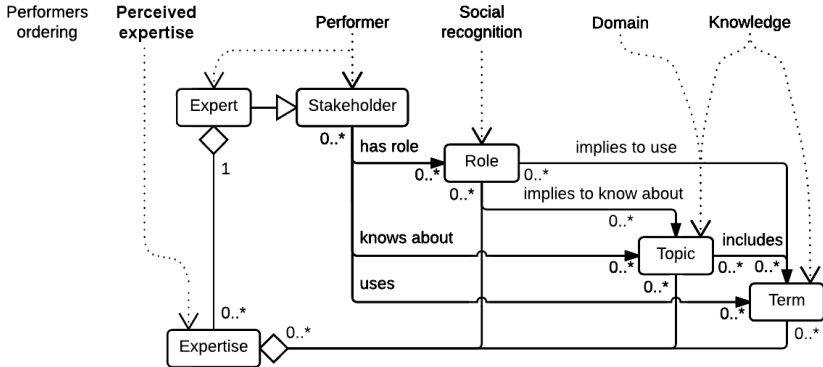 Performers
ordering
Perceived
expertise
Performer
Social
recognition
Domain
Knowledge
Expert
Stakeholder
0..*
has role
Role
implies to use
0..*
0..*
0..*
1
implies to know about
0..*
knows about
Topic
includes
0..*
0..*
0..*
0..*
uses
Term
0..*
0..*
0..*
0..*
Expertise